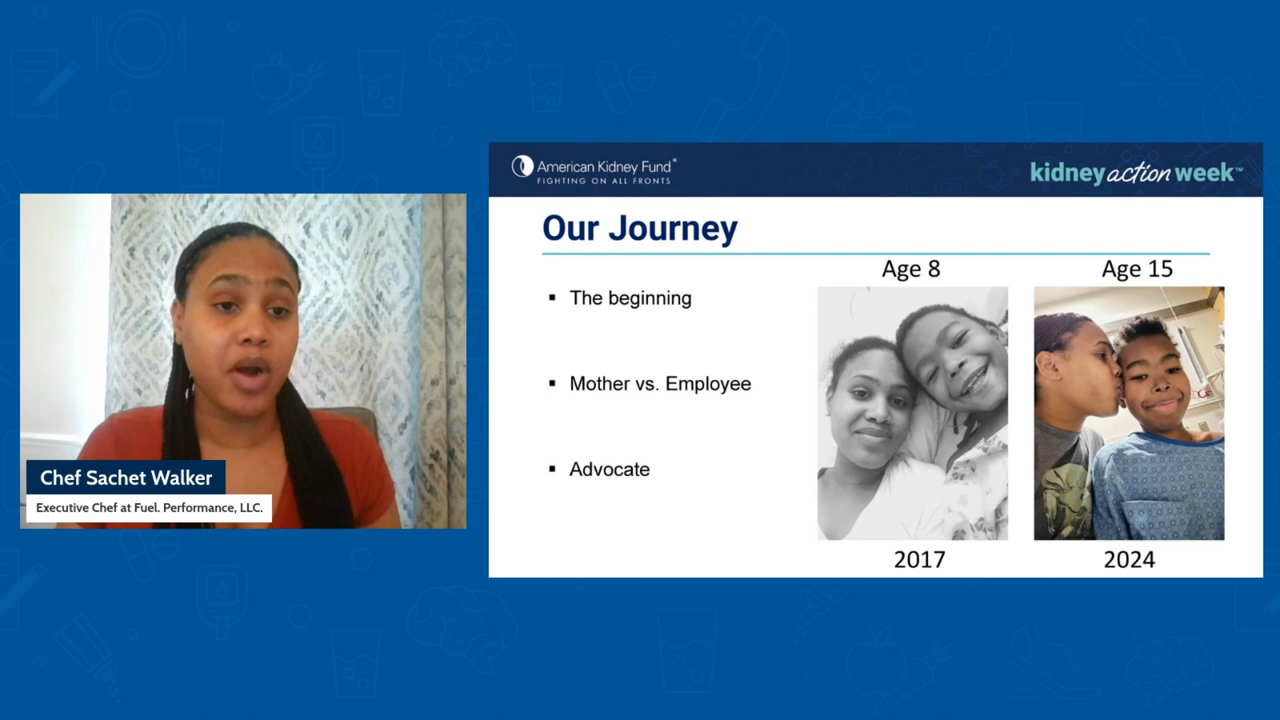 American Kidney Fund®
FIGHTING ON ALL FRONTS
kidney action week™
Our Journey
Age 8
Age 15
▪ The beginning
▪ Mother vs. Employee
▪ Advocate
2017
2024
Chef Sachet Walker
Executive Chef at Fuel. Performance, LLC.